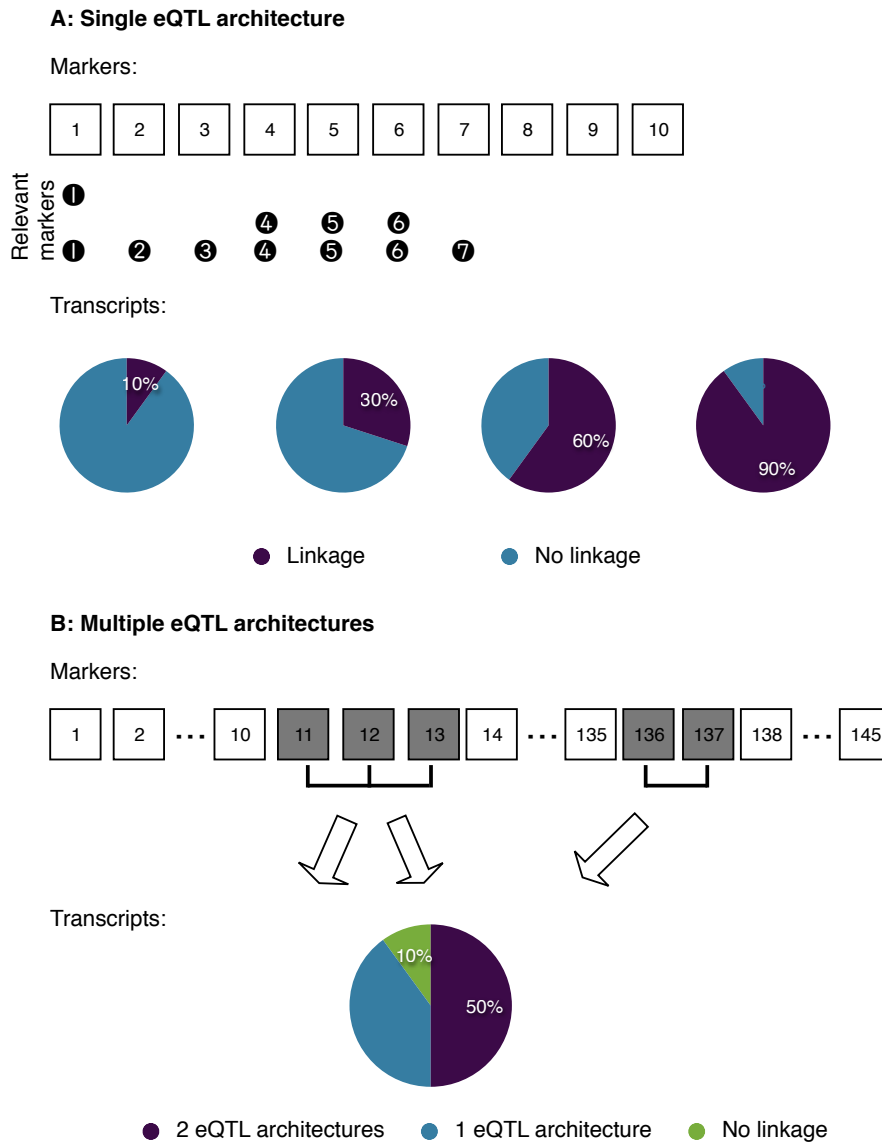 A: Single eQTL architecture
Markers:
1 2 3 4 5 6 7 8 9 10
Relevant
markers
1
4 5 6
1 2 3 4 5 6 7
Transcripts:
10% 30% 60% 90%
Linkage No linkage
B: Multiple eQTL architectures
Markers:
1 2 ... 10 11 12 13 14 ... 135 136 137 138 ... 145
Transcripts:
10%
50%
2 eQTL architectures 1 eQTL architecture No linkage